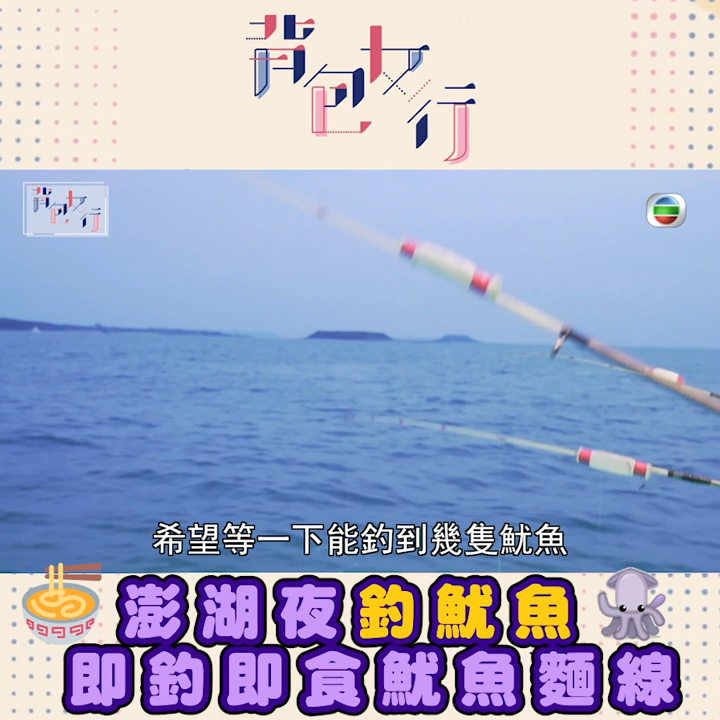 背包女行
背包女行
希望等一下能釣到幾隻魷魚
澎湖夜釣魷魚
即釣即食魷魚麵線